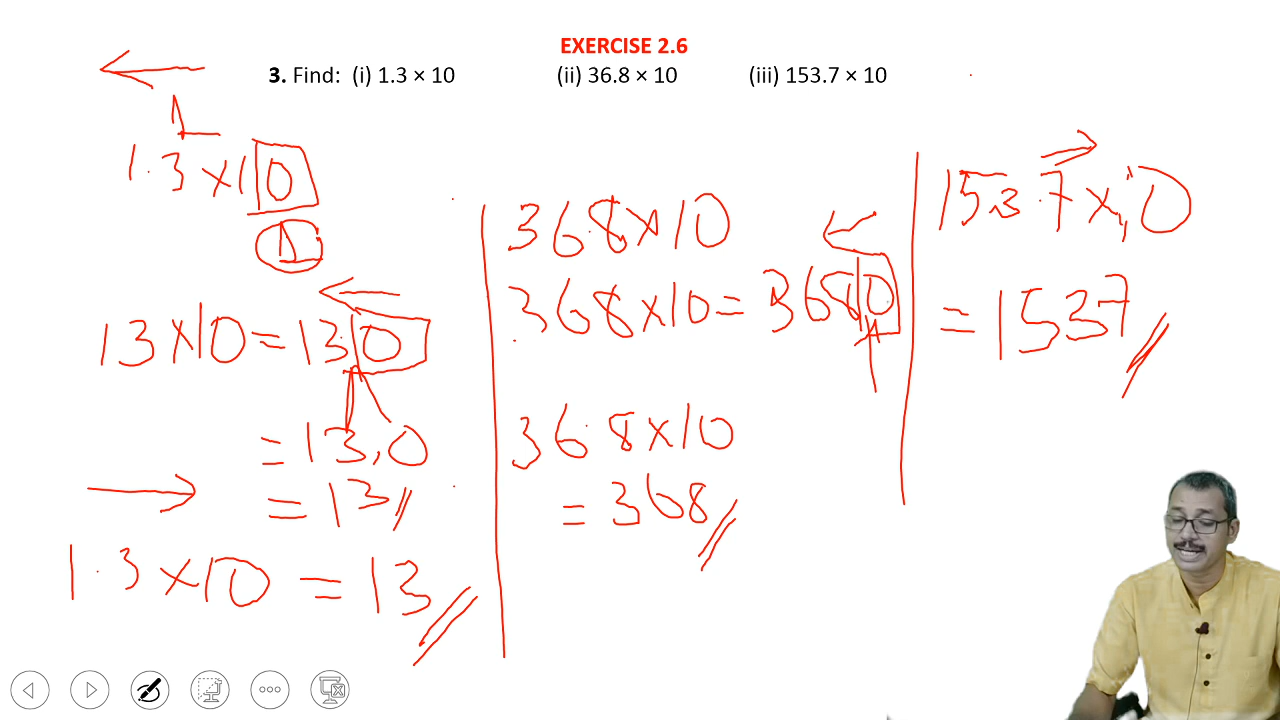 EXERCISE 2.6
3. Find: (i) 1.3 × 10 (ii) 36.8 × 10 (iii) 153.7 × 10
1.3 × 10
1
13 × 10 = 130
= 13.0
= 13
1.3 × 10 = 13
36.8 × 10
368 × 10 = 3680
36.8 × 10
= 368
153.7 × 10
= 1537